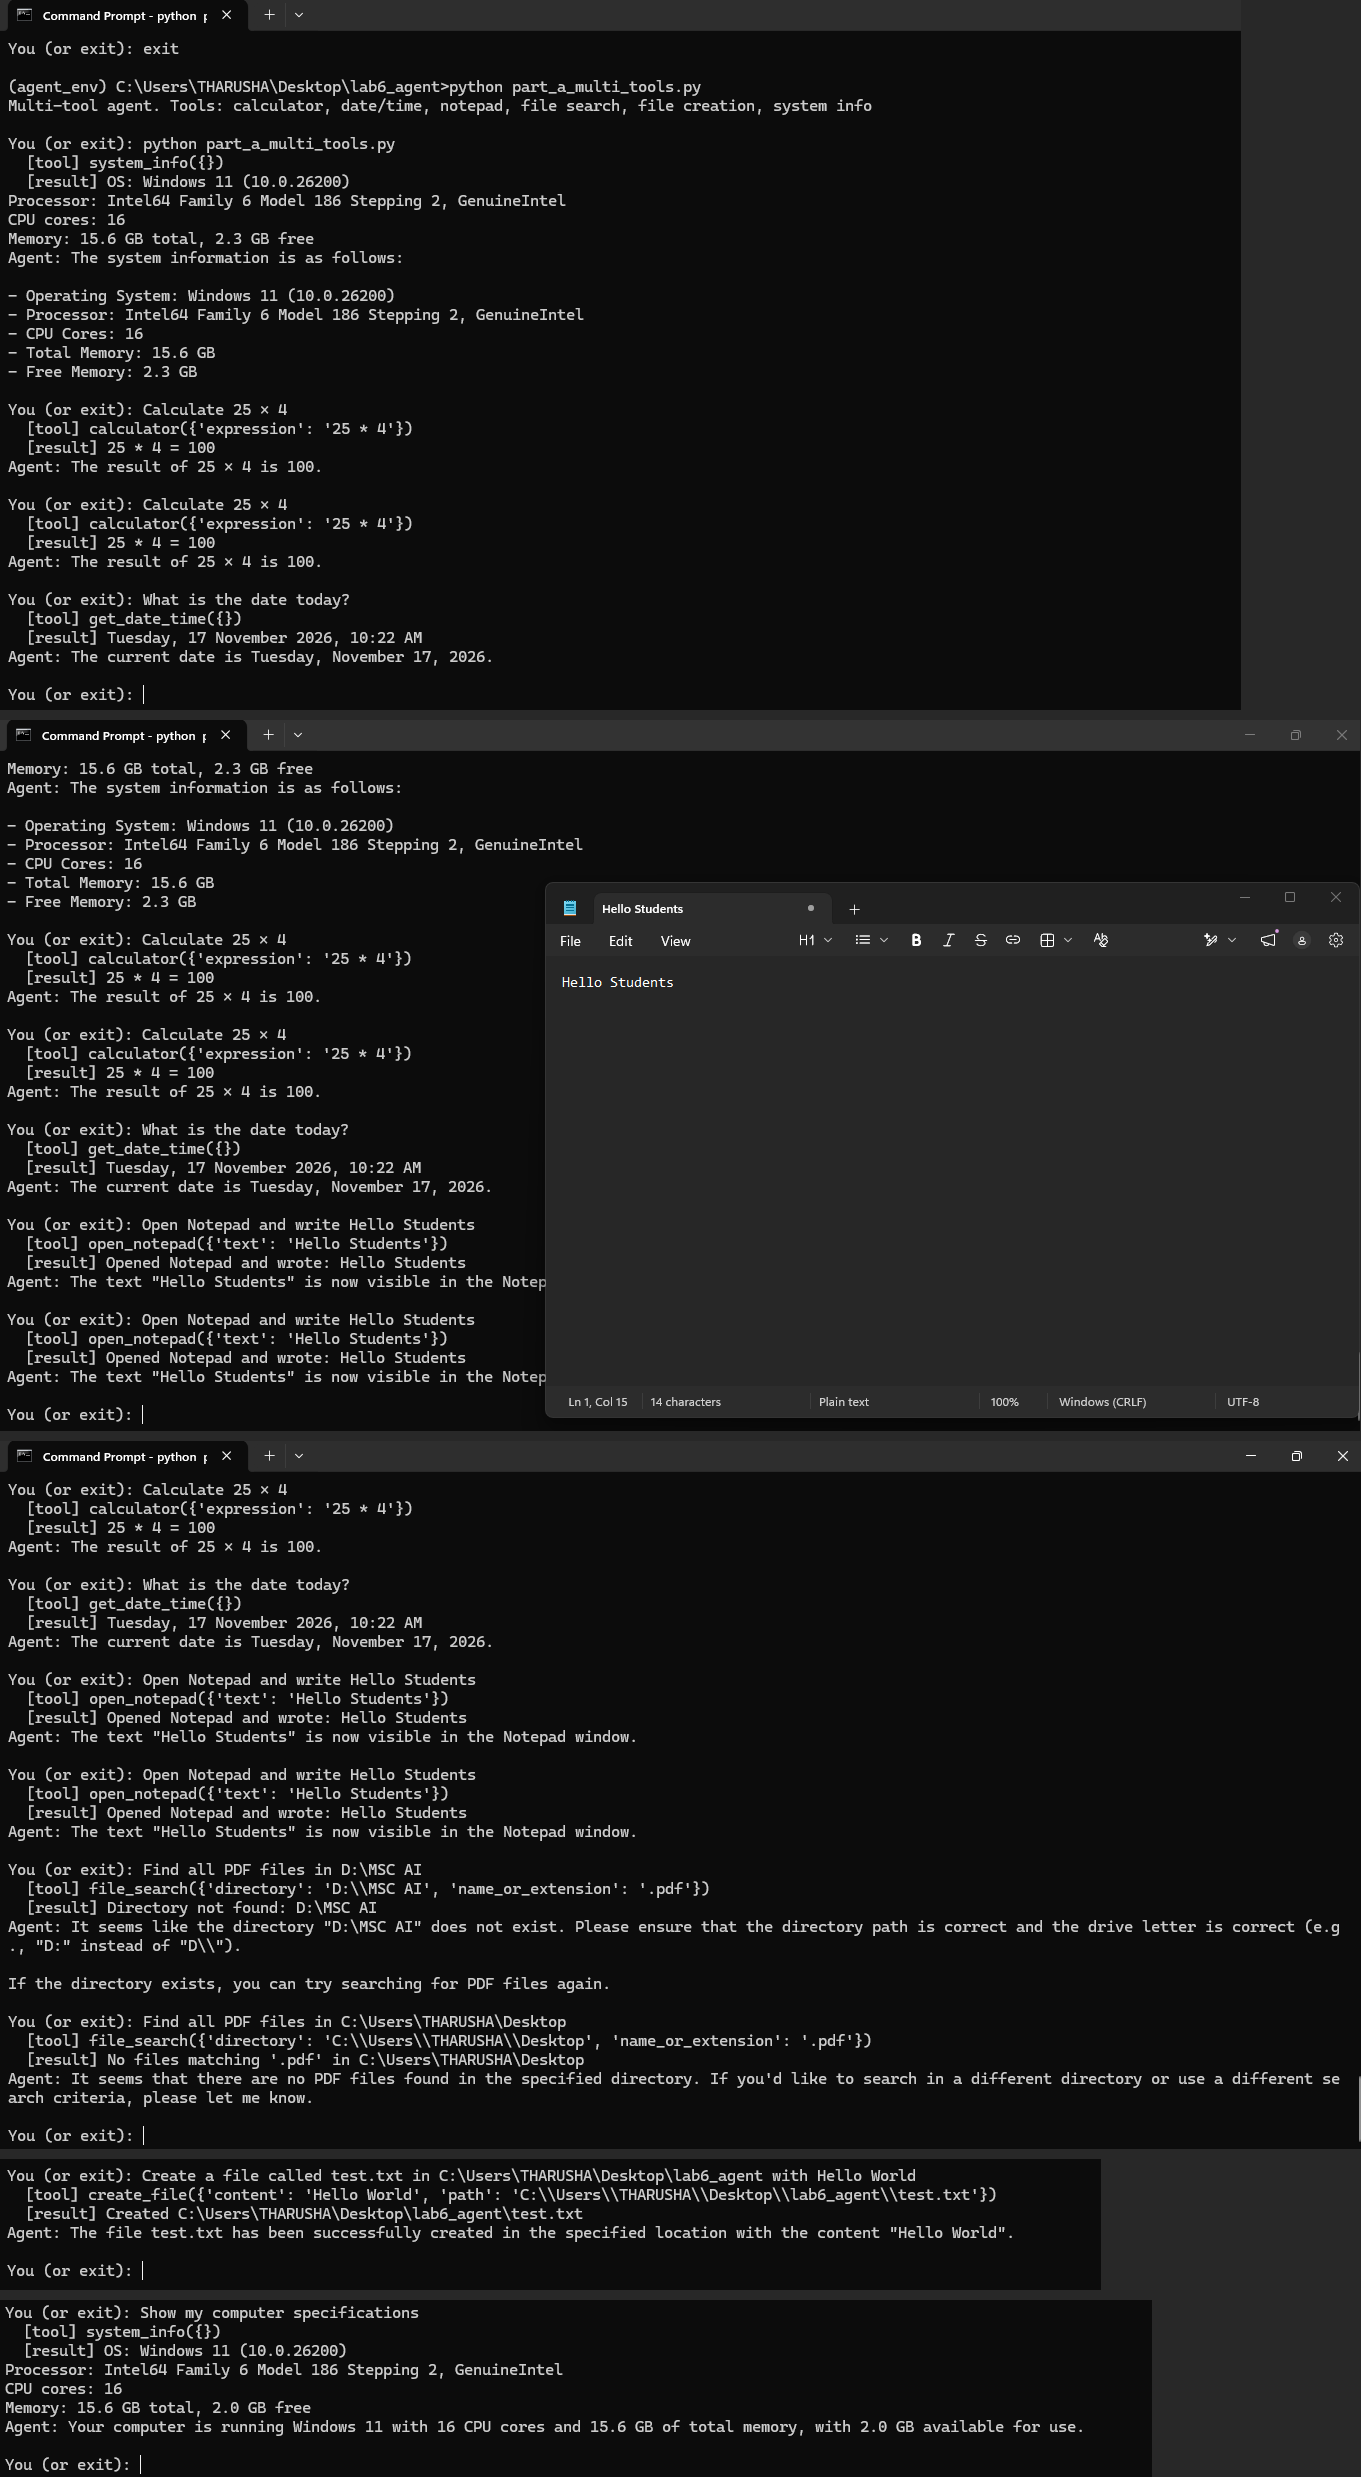 Command Prompt - python p
You (or exit): exit
(agent_env) C:\Users\THARUSHA\Desktop\lab6_agent>python part_a_multi_tools.py
Multi-tool agent. Tools: calculator, date/time, notepad, file search, file creation, system info
You (or exit): python part_a_multi_tools.py
[tool] system_info({})
[result] OS: Windows 11 (10.0.26200)
Processor: Intel64 Family 6 Model 186 Stepping 2, GenuineIntel
CPU cores: 16
Memory: 15.6 GB total, 2.3 GB free
Agent: The system information is as follows:
- Operating System: Windows 11 (10.0.26200)
- Processor: Intel64 Family 6 Model 186 Stepping 2, GenuineIntel
- CPU Cores: 16
- Total Memory: 15.6 GB
- Free Memory: 2.3 GB
You (or exit): Calculate 25 × 4
[tool] calculator({'expression': '25 * 4'})
[result] 25 * 4 = 100
Agent: The result of 25 × 4 is 100.
You (or exit): Calculate 25 × 4
[tool] calculator({'expression': '25 * 4'})
[result] 25 * 4 = 100
Agent: The result of 25 × 4 is 100.
You (or exit): What is the date today?
[tool] get_date_time({})
[result] Tuesday, 17 November 2026, 10:22 AM
Agent: The current date is Tuesday, November 17, 2026.
You (or exit):
Command Prompt - python p
Memory: 15.6 GB total, 2.3 GB free
Agent: The system information is as follows:
- Operating System: Windows 11 (10.0.26200)
- Processor: Intel64 Family 6 Model 186 Stepping 2, GenuineIntel
- CPU Cores: 16
- Total Memory: 15.6 GB
- Free Memory: 2.3 GB
You (or exit): Calculate 25 × 4
[tool] calculator({'expression': '25 * 4'})
[result] 25 * 4 = 100
Agent: The result of 25 × 4 is 100.
You (or exit): Calculate 25 × 4
[tool] calculator({'expression': '25 * 4'})
[result] 25 * 4 = 100
Agent: The result of 25 × 4 is 100.
You (or exit): What is the date today?
[tool] get_date_time({})
[result] Tuesday, 17 November 2026, 10:22 AM
Agent: The current date is Tuesday, November 17, 2026.
You (or exit): Open Notepad and write Hello Students
[tool] open_notepad({'text': 'Hello Students'})
[result] Opened Notepad and wrote: Hello Students
Agent: The text "Hello Students" is now visible in the Notep
You (or exit): Open Notepad and write Hello Students
[tool] open_notepad({'text': 'Hello Students'})
[result] Opened Notepad and wrote: Hello Students
Agent: The text "Hello Students" is now visible in the Notep
You (or exit):
Hello Students
File Edit View H1 B I S
Hello Students
Ln 1, Col 15 14 characters Plain text 100% Windows (CRLF) UTF-8
Command Prompt - python p
You (or exit): Calculate 25 × 4
[tool] calculator({'expression': '25 * 4'})
[result] 25 * 4 = 100
Agent: The result of 25 × 4 is 100.
You (or exit): What is the date today?
[tool] get_date_time({})
[result] Tuesday, 17 November 2026, 10:22 AM
Agent: The current date is Tuesday, November 17, 2026.
You (or exit): Open Notepad and write Hello Students
[tool] open_notepad({'text': 'Hello Students'})
[result] Opened Notepad and wrote: Hello Students
Agent: The text "Hello Students" is now visible in the Notepad window.
You (or exit): Open Notepad and write Hello Students
[tool] open_notepad({'text': 'Hello Students'})
[result] Opened Notepad and wrote: Hello Students
Agent: The text "Hello Students" is now visible in the Notepad window.
You (or exit): Find all PDF files in D:\MSC AI
[tool] file_search({'directory': 'D:\\MSC AI', 'name_or_extension': '.pdf'})
[result] Directory not found: D:\MSC AI
Agent: It seems like the directory "D:\MSC AI" does not exist. Please ensure that the directory path is correct and the drive letter is correct (e.g
., "D:" instead of "D\\").
If the directory exists, you can try searching for PDF files again.
You (or exit): Find all PDF files in C:\Users\THARUSHA\Desktop
[tool] file_search({'directory': 'C:\\Users\\THARUSHA\\Desktop', 'name_or_extension': '.pdf'})
[result] No files matching '.pdf' in C:\Users\THARUSHA\Desktop
Agent: It seems that there are no PDF files found in the specified directory. If you'd like to search in a different directory or use a different se
arch criteria, please let me know.
You (or exit):
You (or exit): Create a file called test.txt in C:\Users\THARUSHA\Desktop\lab6_agent with Hello World
[tool] create_file({'content': 'Hello World', 'path': 'C:\\Users\\THARUSHA\\Desktop\\lab6_agent\\test.txt'})
[result] Created C:\Users\THARUSHA\Desktop\lab6_agent\test.txt
Agent: The file test.txt has been successfully created in the specified location with the content "Hello World".
You (or exit):
You (or exit): Show my computer specifications
[tool] system_info({})
[result] OS: Windows 11 (10.0.26200)
Processor: Intel64 Family 6 Model 186 Stepping 2, GenuineIntel
CPU cores: 16
Memory: 15.6 GB total, 2.0 GB free
Agent: Your computer is running Windows 11 with 16 CPU cores and 15.6 GB of total memory, with 2.0 GB available for use.
You (or exit):